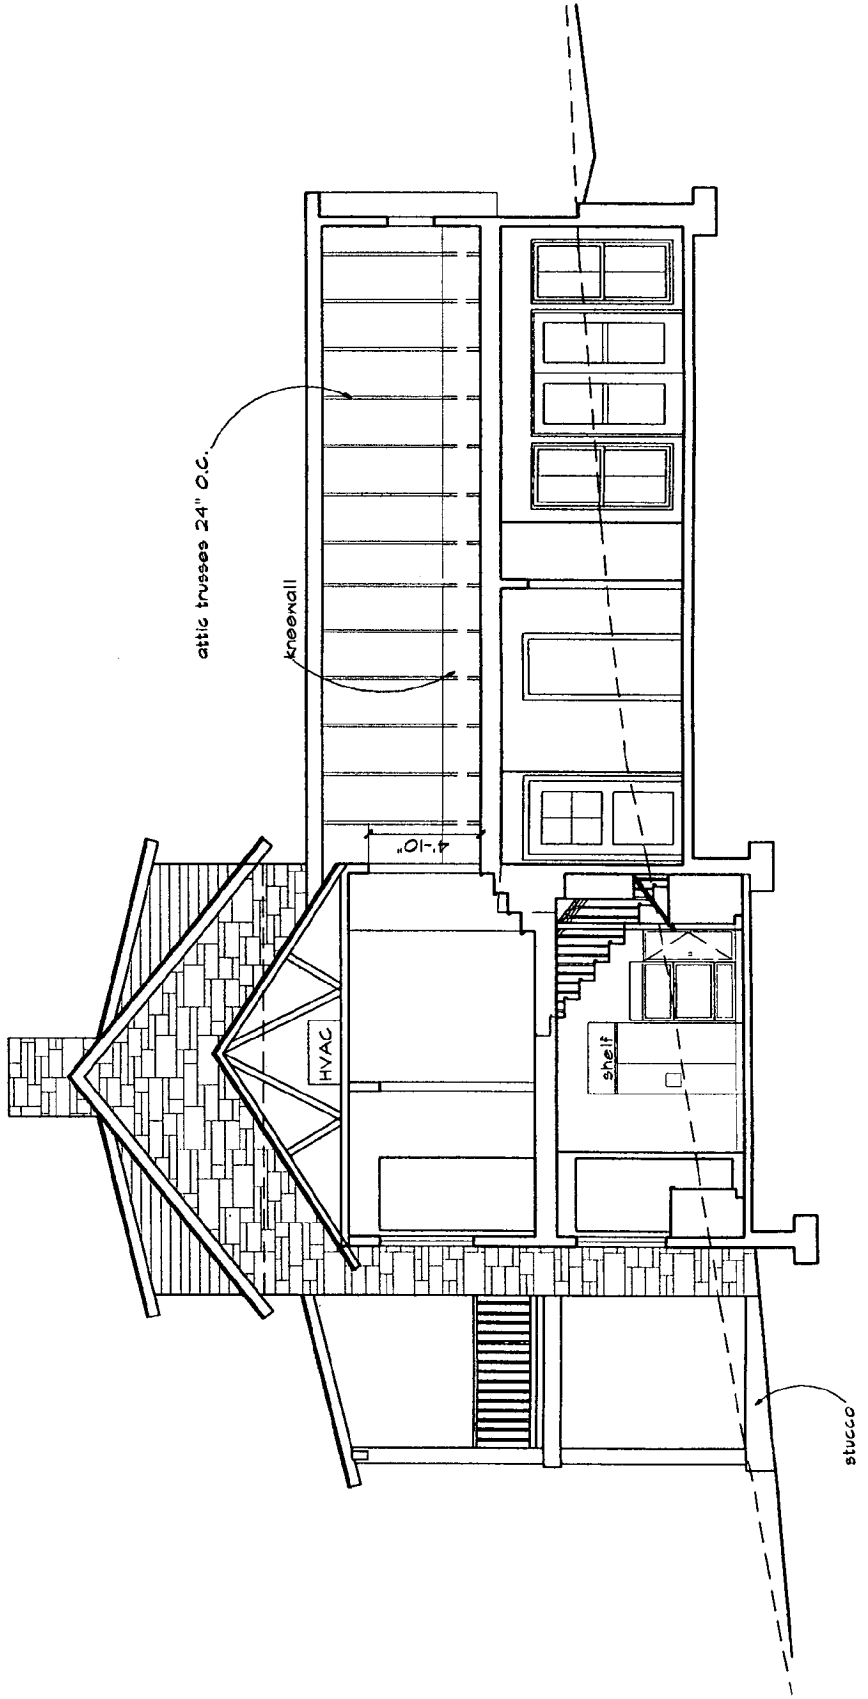 attic trusses 24" O.C.
kneewall
4'-10"
HVAC
shelf
stucco